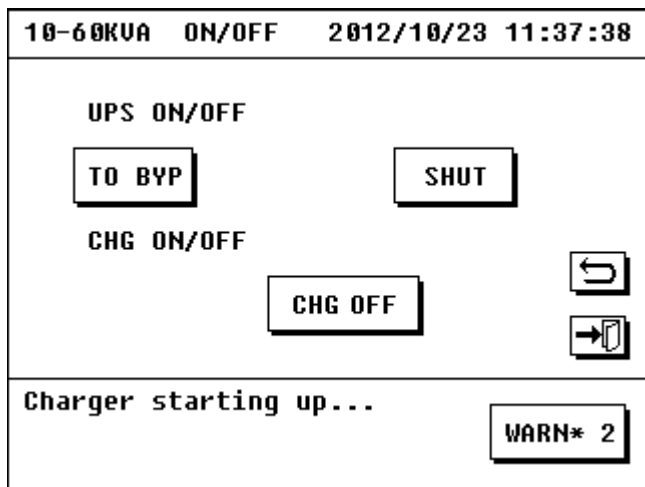 10-60KVA ON/OFF 2012/10/23 11:37:38
UPS ON/OFF
TO BYP SHUT
CHG ON/OFF
CHG OFF
Charger starting up...
WARN* 2